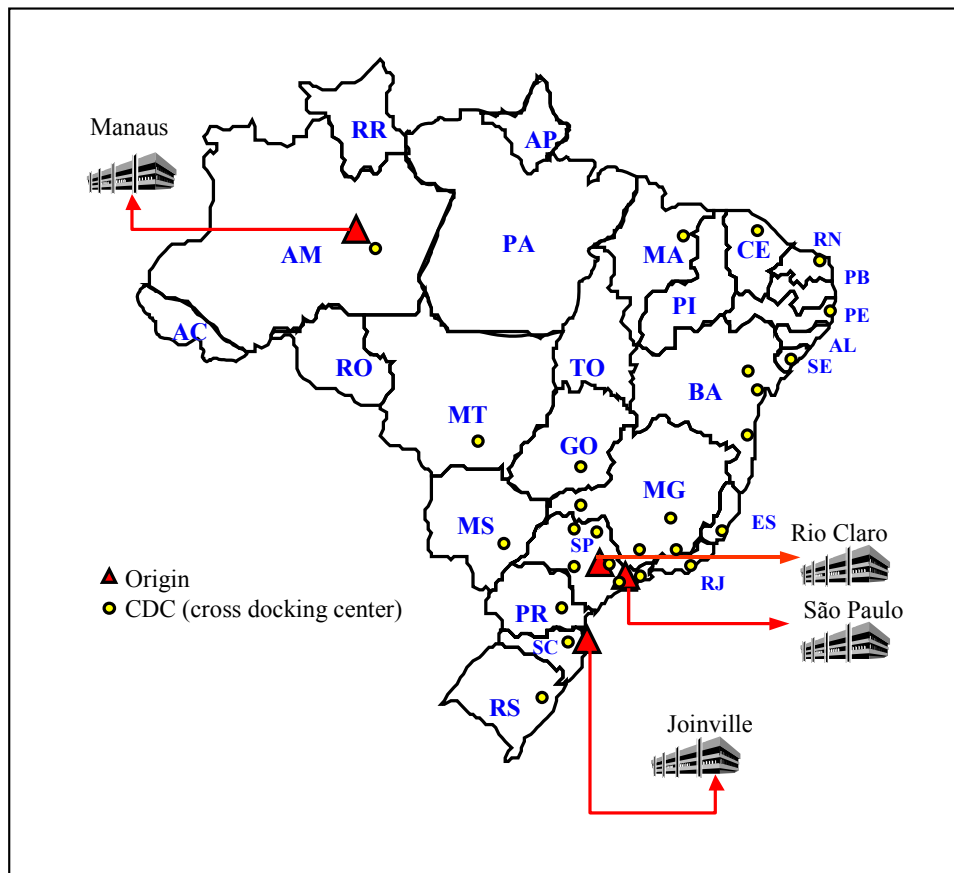 Manaus
RR
AP
AM
PA
MA
CE
RN
PB
PI
PE
AC
AL
RO
TO
SE
BA
MT
GO
MG
MS
ES
SP
Rio Claro
RJ
Origin
CDC (cross docking center)
PR
São Paulo
SC
RS
Joinville